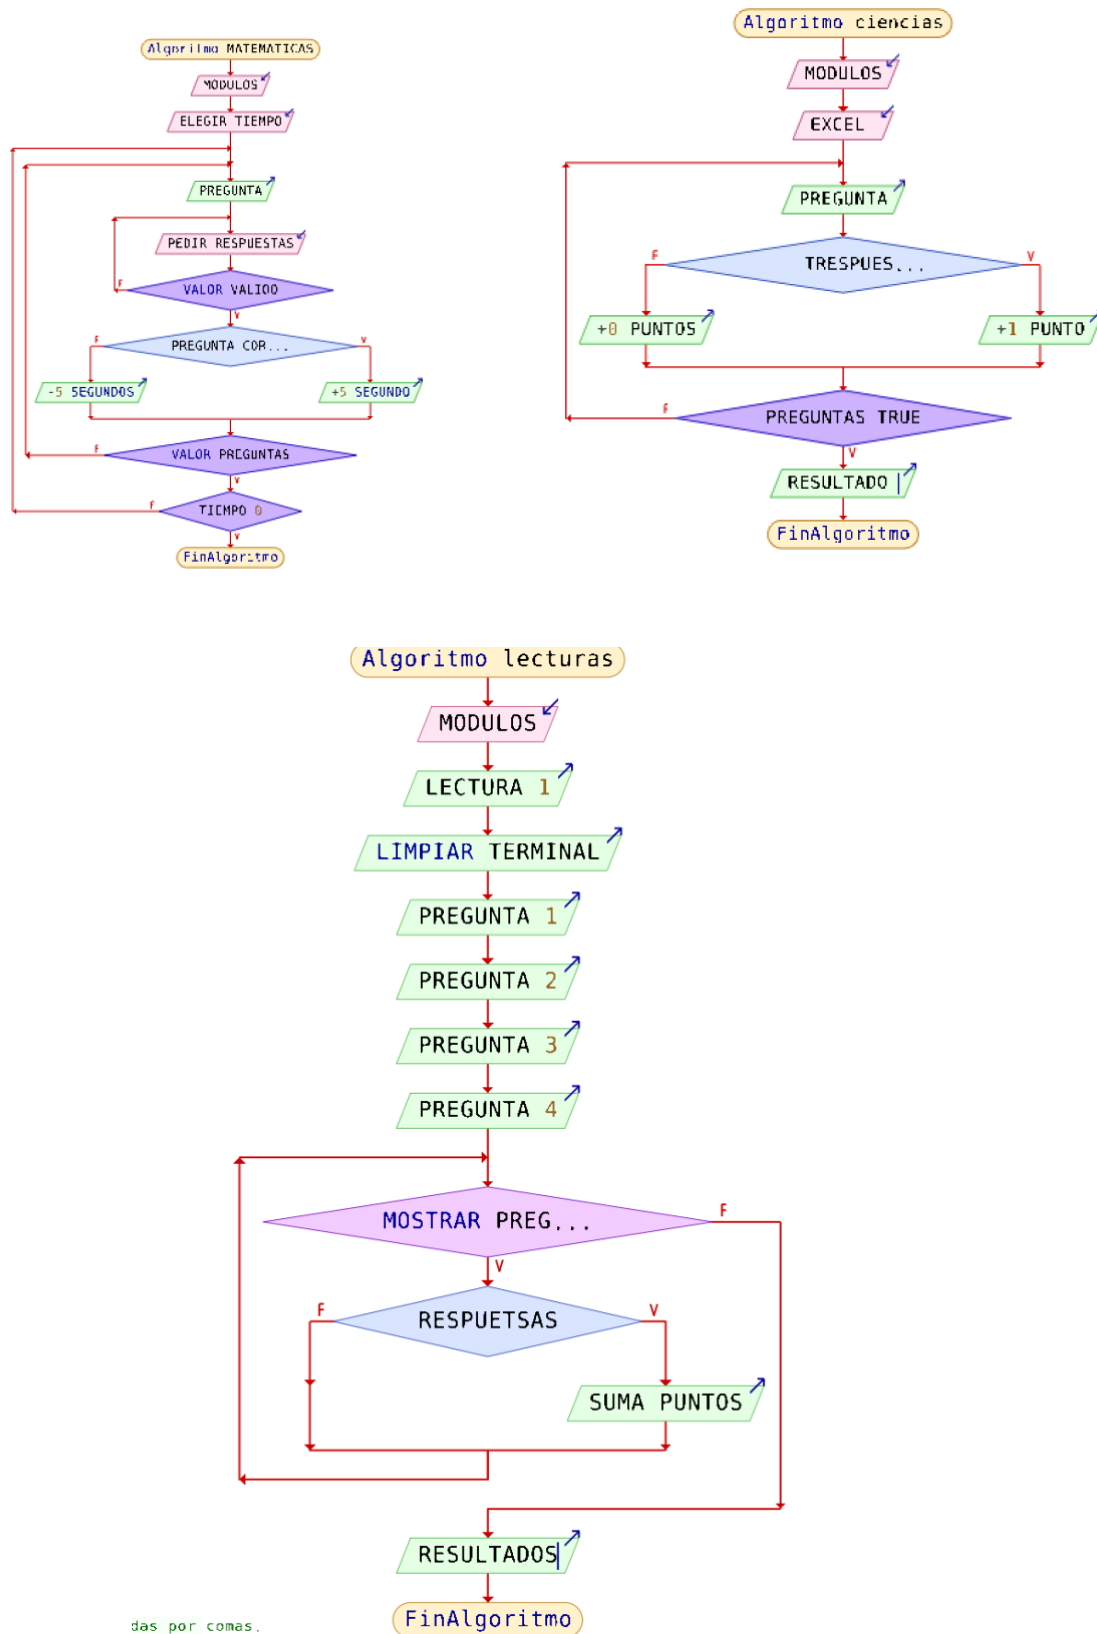 Algoritmo MATEMATICAS
MODULOS
ELEGIR TIEMPO
PREGUNTA
PEDIR RESPUESTAS
VALOR VALIDO
F
V
PREGUNTA COR...
F
V
-5 SEGUNDOS
+5 SEGUNDO
VALOR PREGUNTAS
F
V
TIEMPO 0
F
V
FinAlgoritmo
Algoritmo ciencias
MODULOS
EXCEL
PREGUNTA
TRESPUES...
F
V
+0 PUNTOS
+1 PUNTO
PREGUNTAS TRUE
F
V
RESULTADO
FinAlgoritmo
Algoritmo lecturas
MODULOS
LECTURA 1
LIMPIAR TERMINAL
PREGUNTA 1
PREGUNTA 2
PREGUNTA 3
PREGUNTA 4
MOSTRAR PREG...
F
V
RESPUETSAS
F
V
SUMA PUNTOS
RESULTADOS
FinAlgoritmo
das por comas.